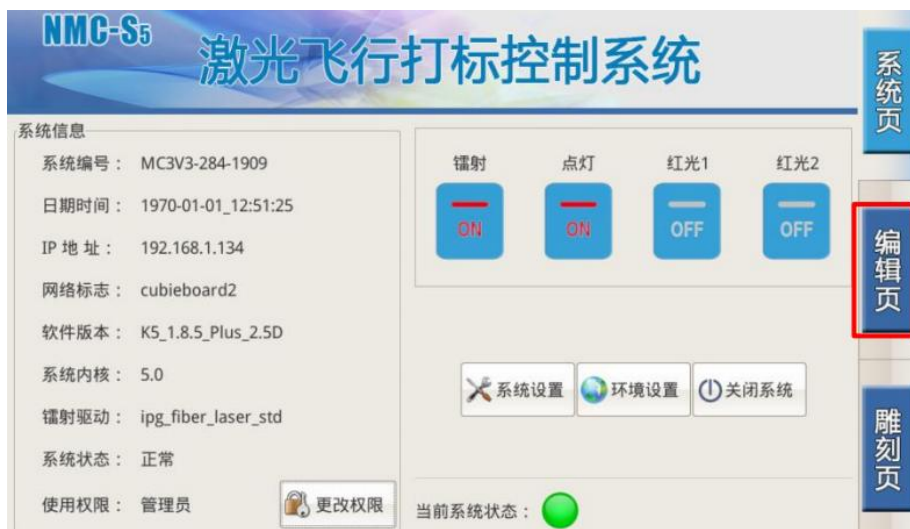 NMC-S5
激光飞行打标控制系统
系统信息
系统编号： MC3V3-284-1909
日期时间： 1970-01-01_12:51:25
IP 地 址： 192.168.1.134
网络标志： cubieboard2
软件版本： K5_1.8.5_Plus_2.5D
系统内核： 5.0
镭射驱动： ipg_fiber_laser_std
系统状态： 正常
使用权限： 管理员
更改权限
镭射 点灯 红光1 红光2
ON ON OFF OFF
系统设置 环境设置 关闭系统
当前系统状态：
系统页
编辑页
雕刻页